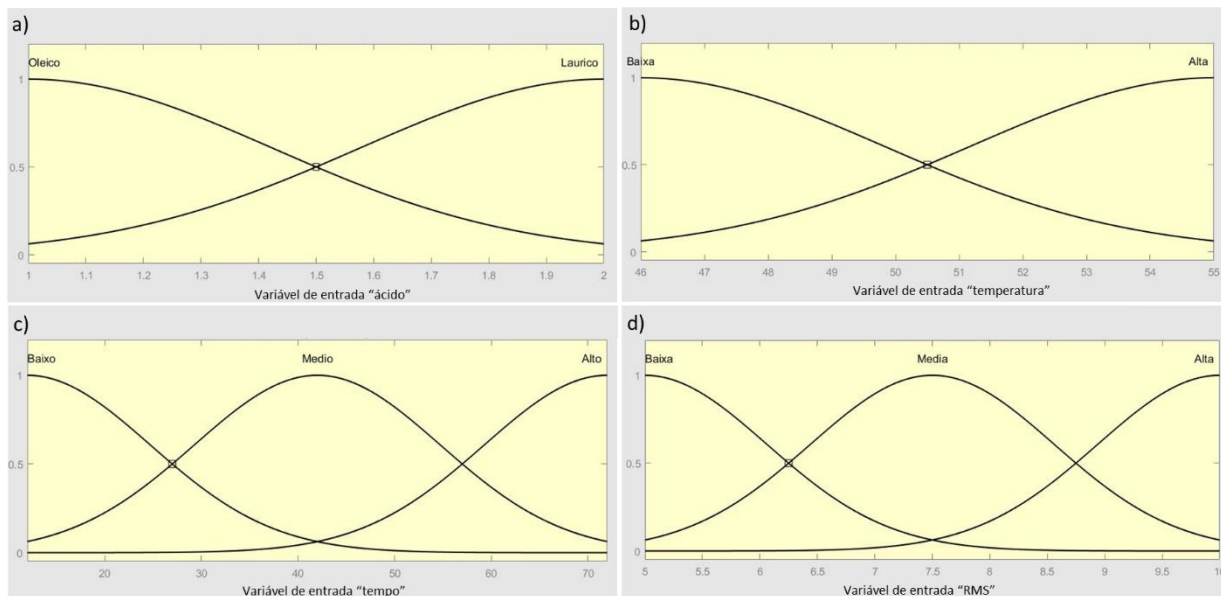 a)
Oleico Laurico
1
0.5
0
1 1.1 1.2 1.3 1.4 1.5 1.6 1.7 1.8 1.9 2
Variável de entrada “ácido”
b)
Baixa Alta
1
0.5
0
46 47 48 49 50 51 52 53 54 55
Variável de entrada “temperatura”
c)
Baixo Medio Alto
1
0.5
0
20 30 40 50 60 70
Variável de entrada “tempo”
d)
Baixa Media Alta
1
0.5
0
5 5.5 6 6.5 7 7.5 8 8.5 9 9.5 10
Variável de entrada “RMS”